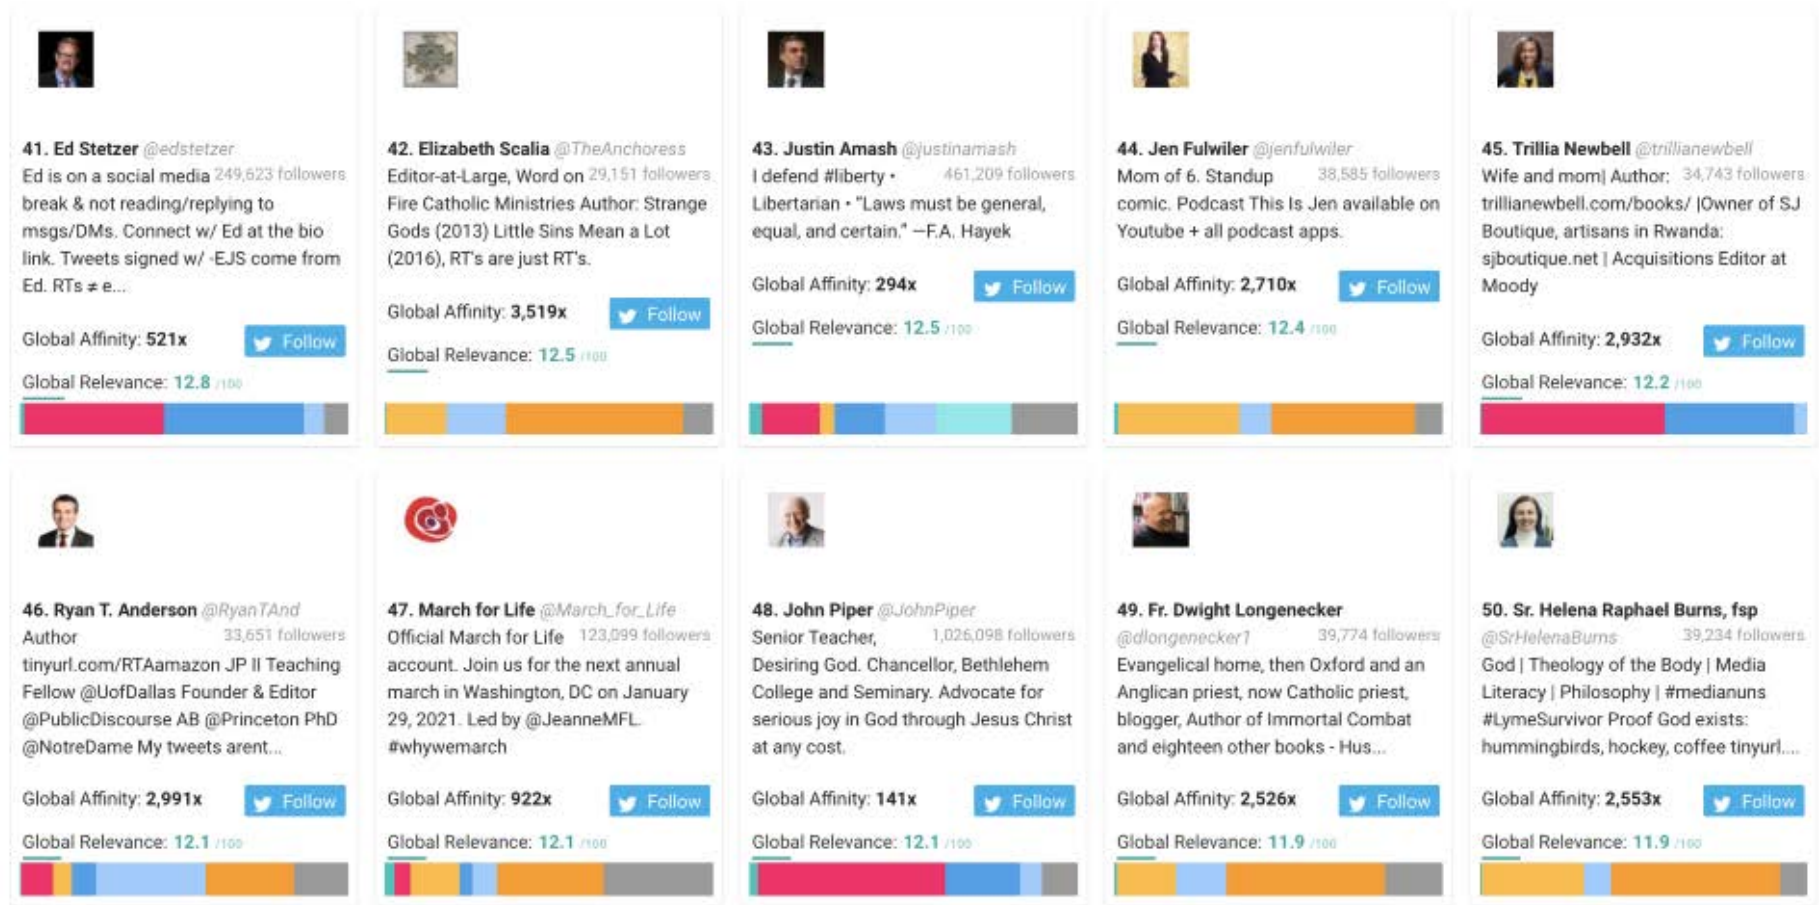 41. Ed Stetzer @edstetzer
Ed is on a social media 249,623 followers
break & not reading/replying to
msgs/DMs. Connect w/ Ed at the bio
link. Tweets signed w/ -EJS come from
Ed. RTs ≠ e...
Global Affinity: 521x
Follow
Global Relevance: 12.8 /100
42. Elizabeth Scalia @TheAnchoress
Editor-at-Large, Word on 29,151 followers
Fire Catholic Ministries Author: Strange
Gods (2013) Little Sins Mean a Lot
(2016), RT's are just RT's.
Global Affinity: 3,519x
Follow
Global Relevance: 12.5 /100
43. Justin Amash @justinamash
I defend #liberty • 461,209 followers
Libertarian • "Laws must be general,
equal, and certain." —F.A. Hayek
Global Affinity: 294x
Follow
Global Relevance: 12.5 /100
44. Jen Fulwiler @jenfulwiler
Mom of 6. Standup 38,585 followers
comic. Podcast This Is Jen available on
Youtube + all podcast apps.
Global Affinity: 2,710x
Follow
Global Relevance: 12.4 /100
45. Trillia Newbell @trillianewbell
Wife and mom| Author: 34,743 followers
trillianewbell.com/books/ |Owner of SJ
Boutique, artisans in Rwanda:
sjboutique.net | Acquisitions Editor at
Moody
Global Affinity: 2,932x
Follow
Global Relevance: 12.2 /100
46. Ryan T. Anderson @RyanTAnd
Author 33,651 followers
tinyurl.com/RTAamazon JP II Teaching
Fellow @UofDallas Founder & Editor
@PublicDiscourse AB @Princeton PhD
@NotreDame My tweets arent...
Global Affinity: 2,991x
Follow
Global Relevance: 12.1 /100
47. March for Life @March_for_Life
Official March for Life 123,099 followers
account. Join us for the next annual
march in Washington, DC on January
29, 2021. Led by @JeanneMFL.
#whywemarch
Global Affinity: 922x
Follow
Global Relevance: 12.1 /100
48. John Piper @JohnPiper
Senior Teacher, 1,026,098 followers
Desiring God. Chancellor, Bethlehem
College and Seminary. Advocate for
serious joy in God through Jesus Christ
at any cost.
Global Affinity: 141x
Follow
Global Relevance: 12.1 /100
49. Fr. Dwight Longenecker
@dlongenecker1 39,774 followers
Evangelical home, then Oxford and an
Anglican priest, now Catholic priest,
blogger, Author of Immortal Combat
and eighteen other books - Hus...
Global Affinity: 2,526x
Follow
Global Relevance: 11.9 /100
50. Sr. Helena Raphael Burns, fsp
@SrHelenaBurns 39,234 followers
God | Theology of the Body | Media
Literacy | Philosophy | #medianuns
#LymeSurvivor Proof God exists:
hummingbirds, hockey, coffee tinyurl....
Global Affinity: 2,553x
Follow
Global Relevance: 11.9 /100